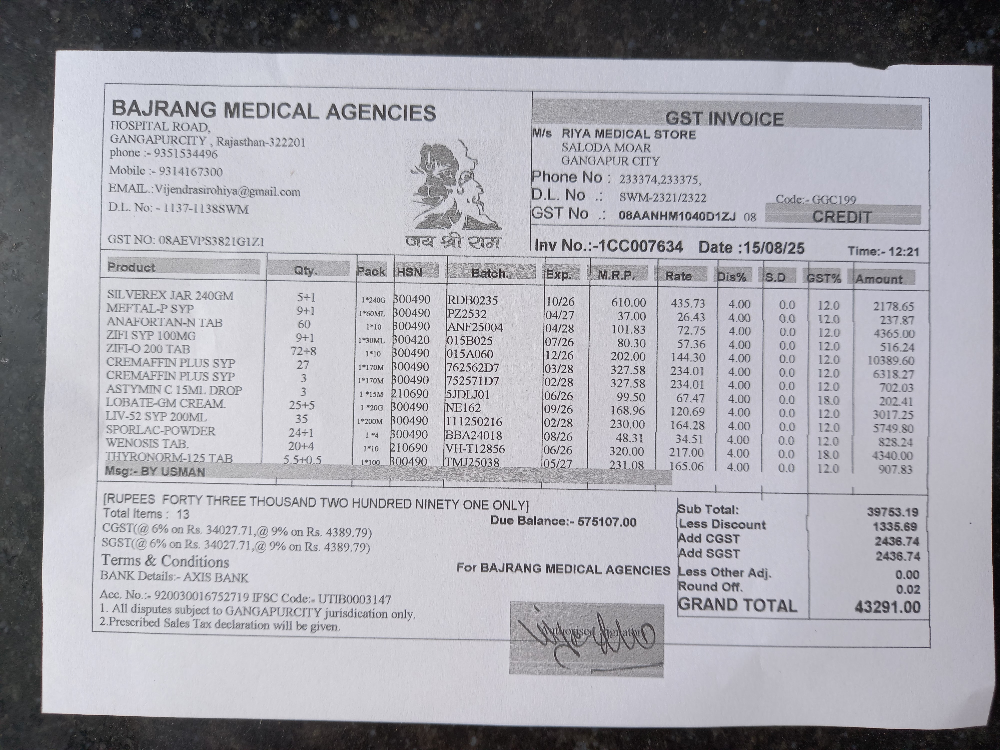 BAJRANG MEDICAL AGENCIES
HOSPITAL ROAD,
GANGAPURCITY , Rajasthan-322201
phone :- 9351534496
Mobile :- 9314167300
EMAIL.:Vijendrasirohiya@gmail.com
D.L. No: - 1137-1138SWM
GST NO: 08AEVPS3821G1Z1
जय श्री राम
GST INVOICE
M/s RIYA MEDICAL STORE
SALODA MOAR
GANGAPUR CITY
Phone No : 233374,233375,
D.L. No .: SWM-2321/2322 Code:- GGC199
GST No .: 08AANHM1040D1ZJ 08 CREDIT
Inv No.:-1CC007634 Date :15/08/25 Time:- 12:21
Product Qty. Pack HSN Batch. Exp. M.R.P. Rate Dis% S.D GST% Amount
SILVEREX JAR 240GM 5+1 1*240G 300490 RDB0235 10/26 610.00 435.73 4.00 0.0 12.0 2178.65
MEFTAL-P SYP 9+1 1*60ML 300490 PZ2532 04/27 37.00 26.43 4.00 0.0 12.0 237.87
ANAFORTAN-N TAB 60 1*10 300490 ANF25004 04/28 101.83 72.75 4.00 0.0 12.0 4365.00
ZIFI SYP 100MG 9+1 1*30ML 300420 015B025 07/26 80.30 57.36 4.00 0.0 12.0 516.24
ZIFI-O 200 TAB 72+8 1*10 300490 015A060 12/26 202.00 144.30 4.00 0.0 12.0 10389.60
CREMAFFIN PLUS SYP 27 1*170M 300490 762562D7 03/28 327.58 234.01 4.00 0.0 12.0 6318.27
CREMAFFIN PLUS SYP 3 1*170M 300490 752571D7 02/28 327.58 234.01 4.00 0.0 12.0 702.03
ASTYMIN C 15ML DROP 3 1*15M 210690 5JDLJ01 06/26 99.50 67.47 4.00 0.0 18.0 202.41
LOBATE-GM CREAM. 25+5 1*20G 300490 NE162 09/26 168.96 120.69 4.00 0.0 12.0 3017.25
LIV-52 SYP 200ML 35 1*200M 300490 111250216 02/28 230.00 164.28 4.00 0.0 12.0 5749.80
SPORLAC-POWDER 24+1 1*4 300490 BBA24018 08/26 48.31 34.51 4.00 0.0 12.0 828.24
WENOSIS TAB. 20+4 1*16 210690 VH-T12856 06/26 320.00 217.00 4.00 0.0 18.0 4340.00
THYRONORM-125 TAB 5.5+0.5 1*100 300490 TMJ25038 05/27 231.08 165.06 4.00 0.0 12.0 907.83
Msg:- BY USMAN
[RUPEES FORTY THREE THOUSAND TWO HUNDRED NINETY ONE ONLY]
Total Items : 13 Due Balance:- 575107.00
CGST(@ 6% on Rs. 34027.71,@ 9% on Rs. 4389.79)
SGST(@ 6% on Rs. 34027.71,@ 9% on Rs. 4389.79)
Terms & Conditions
BANK Details:- AXIS BANK
Acc. No.:- 920030016752719 IFSC Code:- UTIB0003147
1. All disputes subject to GANGAPURCITY jurisdication only.
2.Prescribed Sales Tax declaration will be given.
For BAJRANG MEDICAL AGENCIES
Authorised Signatory
Sub Total: 39753.19
Less Discount 1335.69
Add CGST 2436.74
Add SGST 2436.74
Less Other Adj. 0.00
Round Off. 0.02
GRAND TOTAL 43291.00